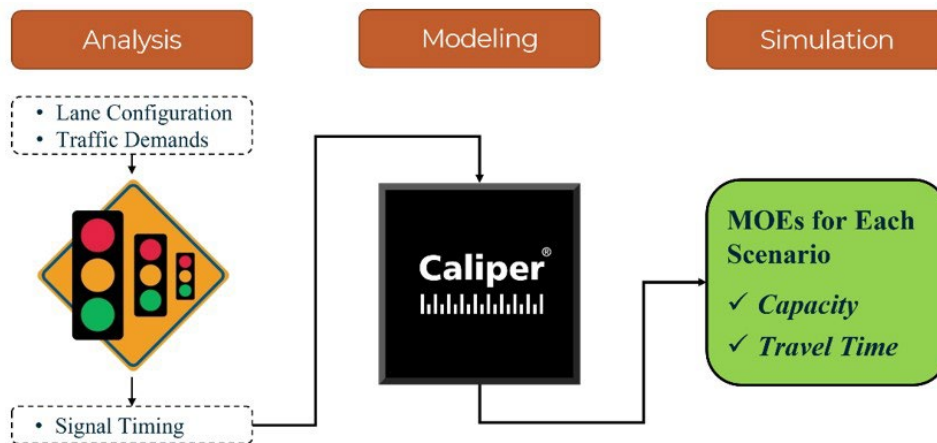 Analysis
Modeling
Simulation
• Lane Configuration
• Traffic Demands
• Signal Timing
Caliper®
MOEs for Each
Scenario
✓ Capacity
✓ Travel Time